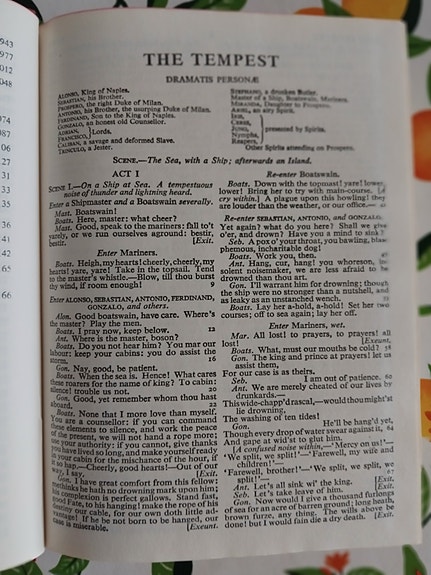 943
977
012
048
974
987
06
27
31
33
35
36
42
46
66
THE TEMPEST
DRAMATIS PERSONÆ
ALONSO, King of Naples.
SEBASTIAN, his Brother.
PROSPERO, the right Duke of Milan.
ANTONIO, his Brother, the usurping Duke of Milan.
FERDINAND, Son to the King of Naples.
GONZALO, an honest old Counsellor.
ADRIAN, } Lords.
FRANCISCO,
CALIBAN, a savage and deformed Slave.
TRINCULO, a Jester.
STEPHANO, a drunken Butler.
Master of a Ship, Boatswain, Mariners.
MIRANDA, Daughter to Prospero.
ARIEL, an airy Spirit.
IRIS,
CERES,
JUNO, } presented by Spirits.
Nymphs,
Reapers,
Other Spirits attending on Prospero.
SCENE.—The Sea, with a Ship; afterwards an Island.
ACT I
SCENE I.—On a Ship at Sea. A tempestuous
noise of thunder and lightning heard.
Enter a Shipmaster and a Boatswain severally.
Mast. Boatswain!
Boats. Here, master: what cheer?
Mast. Good, speak to the mariners: fall to't
yarely, or we run ourselves aground: bestir,
bestir. [Exit.
Enter Mariners.
Boats. Heigh, my hearts! cheerly, cheerly, my
hearts! yare, yare! Take in the topsail. Tend
to the master's whistle.—Blow, till thou burst
thy wind, if room enough! 9
Enter ALONSO, SEBASTIAN, ANTONIO, FERDINAND,
GONZALO, and others.
Alon. Good boatswain, have care. Where's
the master? Play the men.
Boats. I pray now, keep below. 12
Ant. Where is the master, boson?
Boats. Do you not hear him? You mar our
labour: keep your cabins: you do assist the
storm. 16
Gon. Nay, good, be patient.
Boats. When the sea is. Hence! What cares
these roarers for the name of king? To cabin:
silence! trouble us not. 20
Gon. Good, yet remember whom thou hast
aboard.
Boats. None that I more love than myself.
You are a counsellor; if you can command
these elements to silence, and work the peace
of the present, we will not hand a rope more;
use your authority: if you cannot, give thanks
you have lived so long, and make yourself ready
in your cabin for the mischance of the hour, if
it so hap.—Cheerly, good hearts!—Out of our
way, I say. [Exit.
Gon. I have great comfort from this fellow:
methinks he hath no drowning mark upon him;
his complexion is perfect gallows. Stand fast,
good Fate, to his hanging! make the rope of his
destiny our cable, for our own doth little ad-
vantage! If he be not born to be hanged, our
case is miserable. [Exeunt.
Re-enter Boatswain.
Boats. Down with the topmast! yare! lower,
lower! Bring her to try with main-course. [A
cry within.] A plague upon this howling! they
are louder than the weather, or our office.—
Re-enter SEBASTIAN, ANTONIO, and GONZALO.
Yet again? what do you here? Shall we give
o'er, and drown? Have you a mind to sink?
Seb. A pox o' your throat, you bawling, blas-
phemous, incharitable dog!
Boats. Work you, then.
Ant. Hang, cur, hang! you whoreson, in-
solent noisemaker, we are less afraid to be
drowned than thou art.
Gon. I'll warrant him for drowning; though
the ship were no stronger than a nutshell, and
as leaky as an unstanched wench.
Boats. Lay her a-hold, a-hold! Set her two
courses; off to sea again; lay her off.
Enter Mariners, wet.
Mar. All lost! to prayers, to prayers! all
lost! [Exeunt.
Boats. What, must our mouths be cold?
Gon. The king and prince at prayers! let us
assist them,
For our case is as theirs.
Seb. I am out of patience. 60
Ant. We are merely cheated of our lives by
drunkards.—
This wide-chapp'd rascal,—would thou might'st
lie drowning,
The washing of ten tides!
Gon. He'll be hang'd yet,
Though every drop of water swear against it, 64
And gape at wid'st to glut him.
[A confused noise within,—'Mercy on us!'—
'We split, we split!'—'Farewell, my wife and
children!'—
'Farewell, brother!'—'We split, we split, we
split!'—
Ant. Let's all sink wi' the king. [Exit.
Seb. Let's take leave of him. [Exit.
Gon. Now would I give a thousand furlongs
of sea for an acre of barren ground; long heath,
brown furze, any thing. The wills above be
done! but I would fain die a dry death. [Exit.